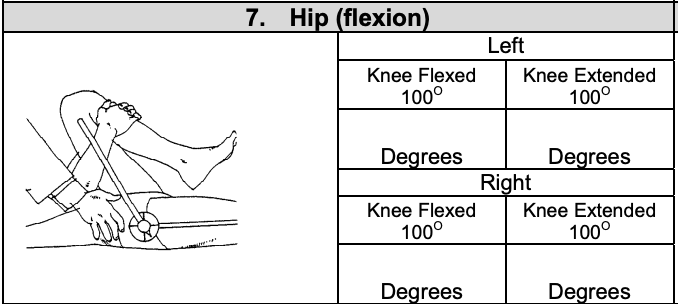 7. Hip (flexion)
Left
Knee Flexed Knee Extended
100° 100°
Degrees Degrees
Right
Knee Flexed Knee Extended
100° 100°
Degrees Degrees